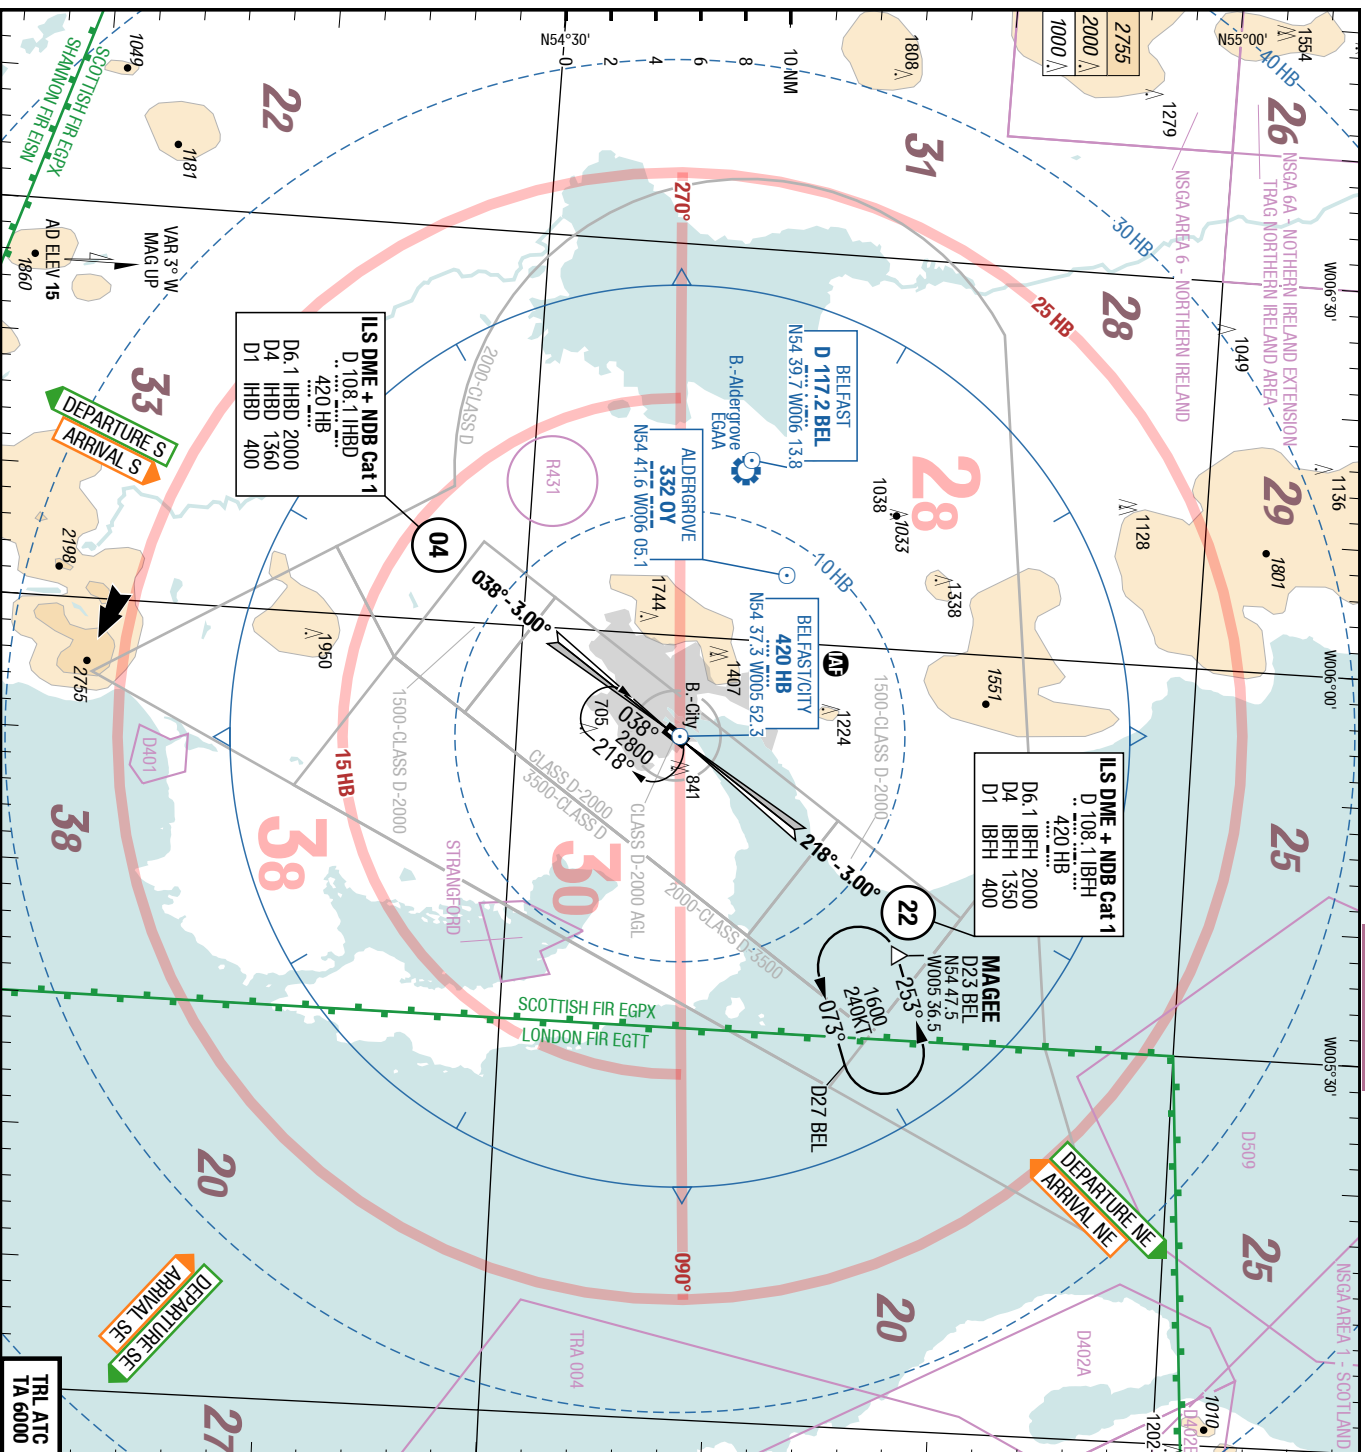 2755
2000
1000
1554
N55°00'
40 HB
1808
10 NM
8
6
4
2
0
N54°30'
1049
SCOTTISH FIR EGPX
SHANNON FIR EISN
22
1181
31
1279
26
NSGA 6A - NOTHERN IRELAND EXTENSION
TRAG NORTHERN IRELAND AREA
NSGA AREA 6 - NORTHERN IRELAND
30 HB
W006°30'
28
25 HB
270°
VAR 3° W
MAG UP
AD ELEV 15
1860
1049
ILS DME + NDB Cat 1
D 108.1 IHBD
420 HB
D6.1 IHBD 2000
D4 IHBD 1360
D1 IHBD 400
2000-CLASS D
33
DEPARTURE S
ARRIVAL S
BELFAST
D 117.2 BEL
N54 39.7 W006 13.8
B.-Aldergrove
EGAA
ALDERGROVE
332 OY
N54 41.6 W006 05.1
R431
28
1038
1033
1136
29
1128
1801
04
2198
10 HB
1338
1744
038°-3.00°
1950
2755
BELFAST/CITY
420 HB
N54 37.3 W005 52.3
IAF
1407
1224
1551
W006°00'
B.-City
705
038°
2800
218°
841
1500-CLASS D-2000
1500-CLASS D-2000
D401
15 HB
38
38
CLASS D-2000
3500-CLASS D
CLASS D-2000 AGL
2000-CLASS D-3500
30
STRANGFORD
218°-3.00°
22
ILS DME + NDB Cat 1
D 108.1 IBFH
420 HB
D6.1 IBFH 2000
D4 IBFH 1350
D1 IBFH 400
25
MAGEE
D23 BEL
N54 47.5
W005 36.5
253°
1600
240KT
073°
D27 BEL
SCOTTISH FIR EGPX
LONDON FIR EGTT
W005°30'
D509
DEPARTURE NE
ARRIVAL NE
25
20
090°
20
DEPARTURE SE
ARRIVAL SE
TRA 004
D402A
NSGA AREA 1 - SCOTLAND
1010
1202
27
TRL ATC
TA 6000